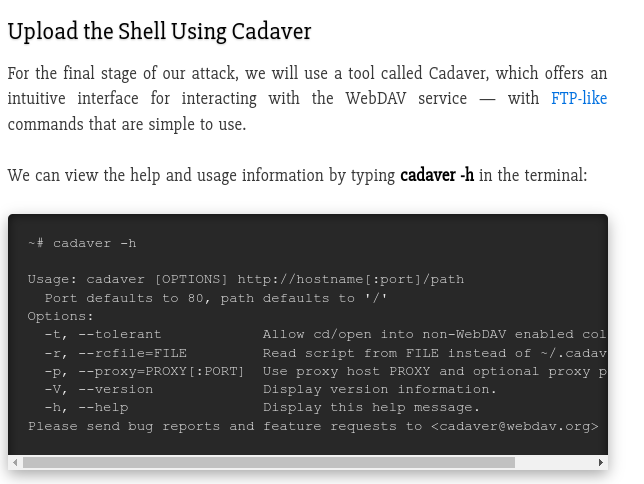 Upload the Shell Using Cadaver
For the final stage of our attack, we will use a tool called Cadaver, which offers an
intuitive interface for interacting with the WebDAV service — with FTP-like
commands that are simple to use.
We can view the help and usage information by typing cadaver -h in the terminal:
~# cadaver -h
Usage: cadaver [OPTIONS] http://hostname[:port]/path
Port defaults to 80, path defaults to '/'
Options:
-t, --tolerant Allow cd/open into non-WebDAV enabled col
-r, --rcfile=FILE Read script from FILE instead of ~/.cadav
-p, --proxy=PROXY[:PORT] Use proxy host PROXY and optional proxy p
-V, --version Display version information.
-h, --help Display this help message.
Please send bug reports and feature requests to <cadaver@webdav.org>